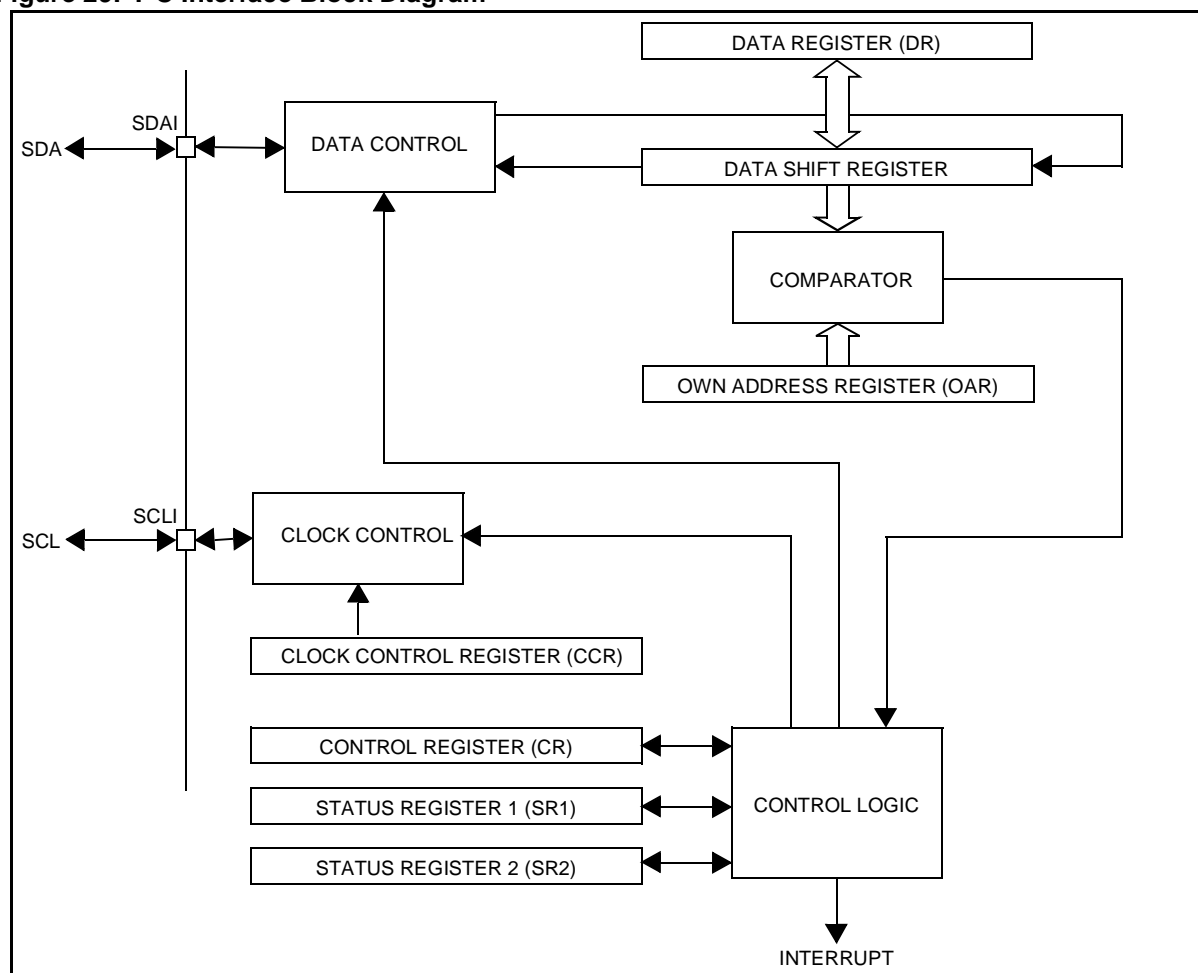 DATA REGISTER (DR)
SDAI
SDA
DATA CONTROL
DATA SHIFT REGISTER
COMPARATOR
OWN ADDRESS REGISTER (OAR)
SCLI
SCL
CLOCK CONTROL
CLOCK CONTROL REGISTER (CCR)
CONTROL REGISTER (CR)
STATUS REGISTER 1 (SR1)
CONTROL LOGIC
STATUS REGISTER 2 (SR2)
INTERRUPT